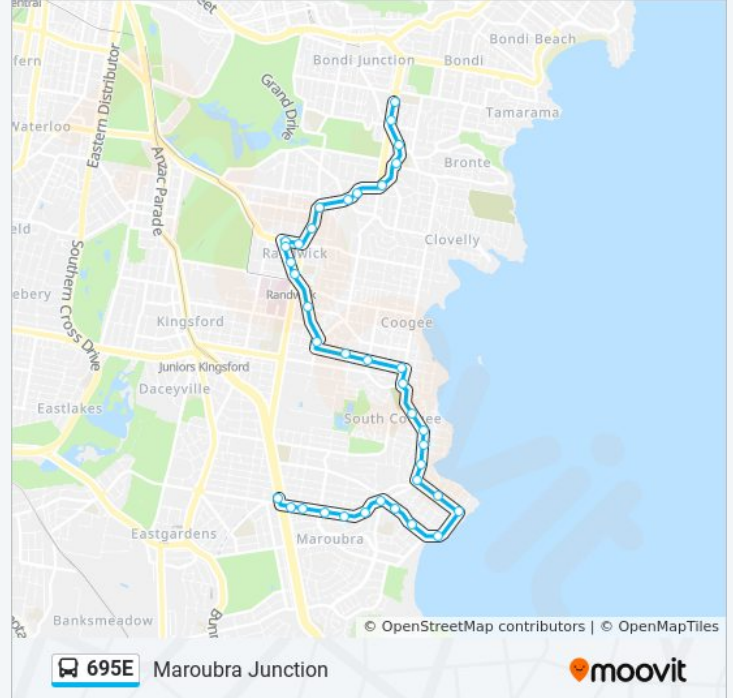 Bondi Beach
Bondi Junction
Bondi
Grand Drive
Eastern Distributor
Tamarama
Waterloo
Anzac Parade
Bronte
Clovelly
Randwick
Southern Cross Drive
Randwick
Kingsford
Coogee
Juniors Kingsford
Daceyville
Eastlakes
South Coogee
Eastgardens
Maroubra
Banksmeadow
© OpenStreetMap contributors | © OpenMapTiles
695E Maroubra Junction
moovit